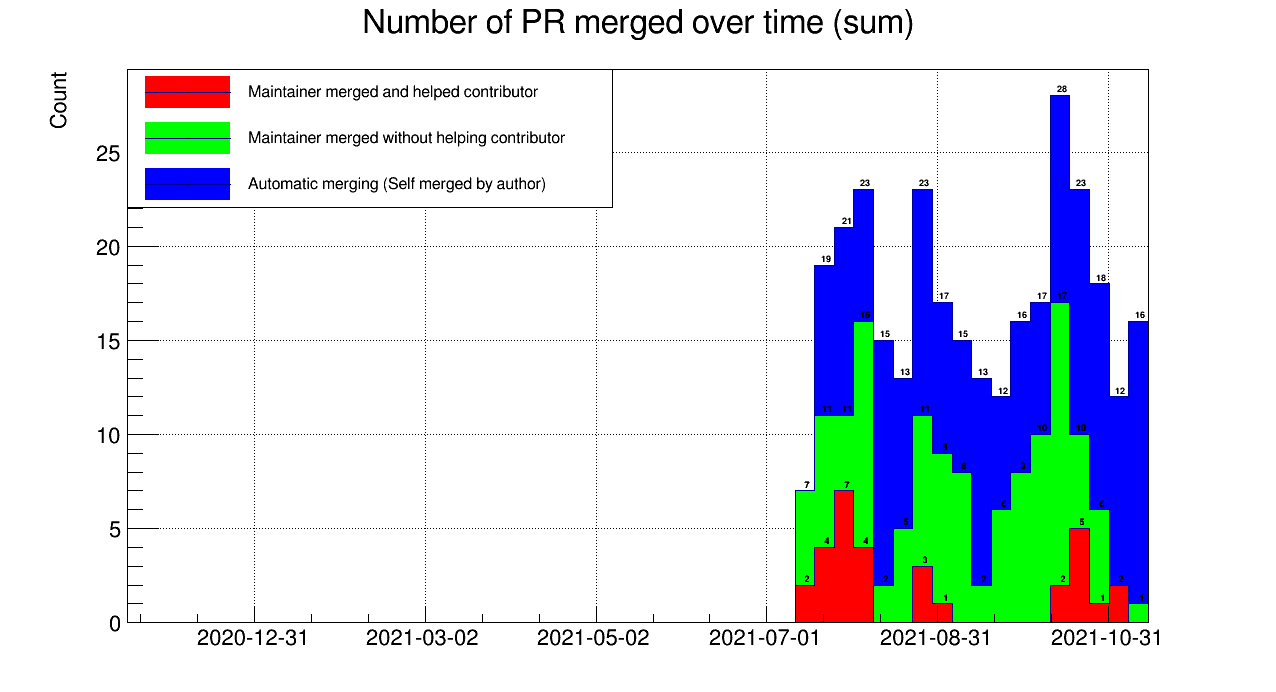 Number of PR merged over time (sum)
Count
Maintainer merged and helped contributor
Maintainer merged without helping contributor
Automatic merging (Self merged by author)
28
25
23 23 23
21
20
19
18
17 17 17
16 16 16
15 15 15
13 13
12 12
11 11 11
10 10 10
9
8 8
7 7
6 6
5 5 5
4 4
3
2 2 2 2 2
1 1 1
0
2020-12-31 2021-03-02 2021-05-02 2021-07-01 2021-08-31 2021-10-31